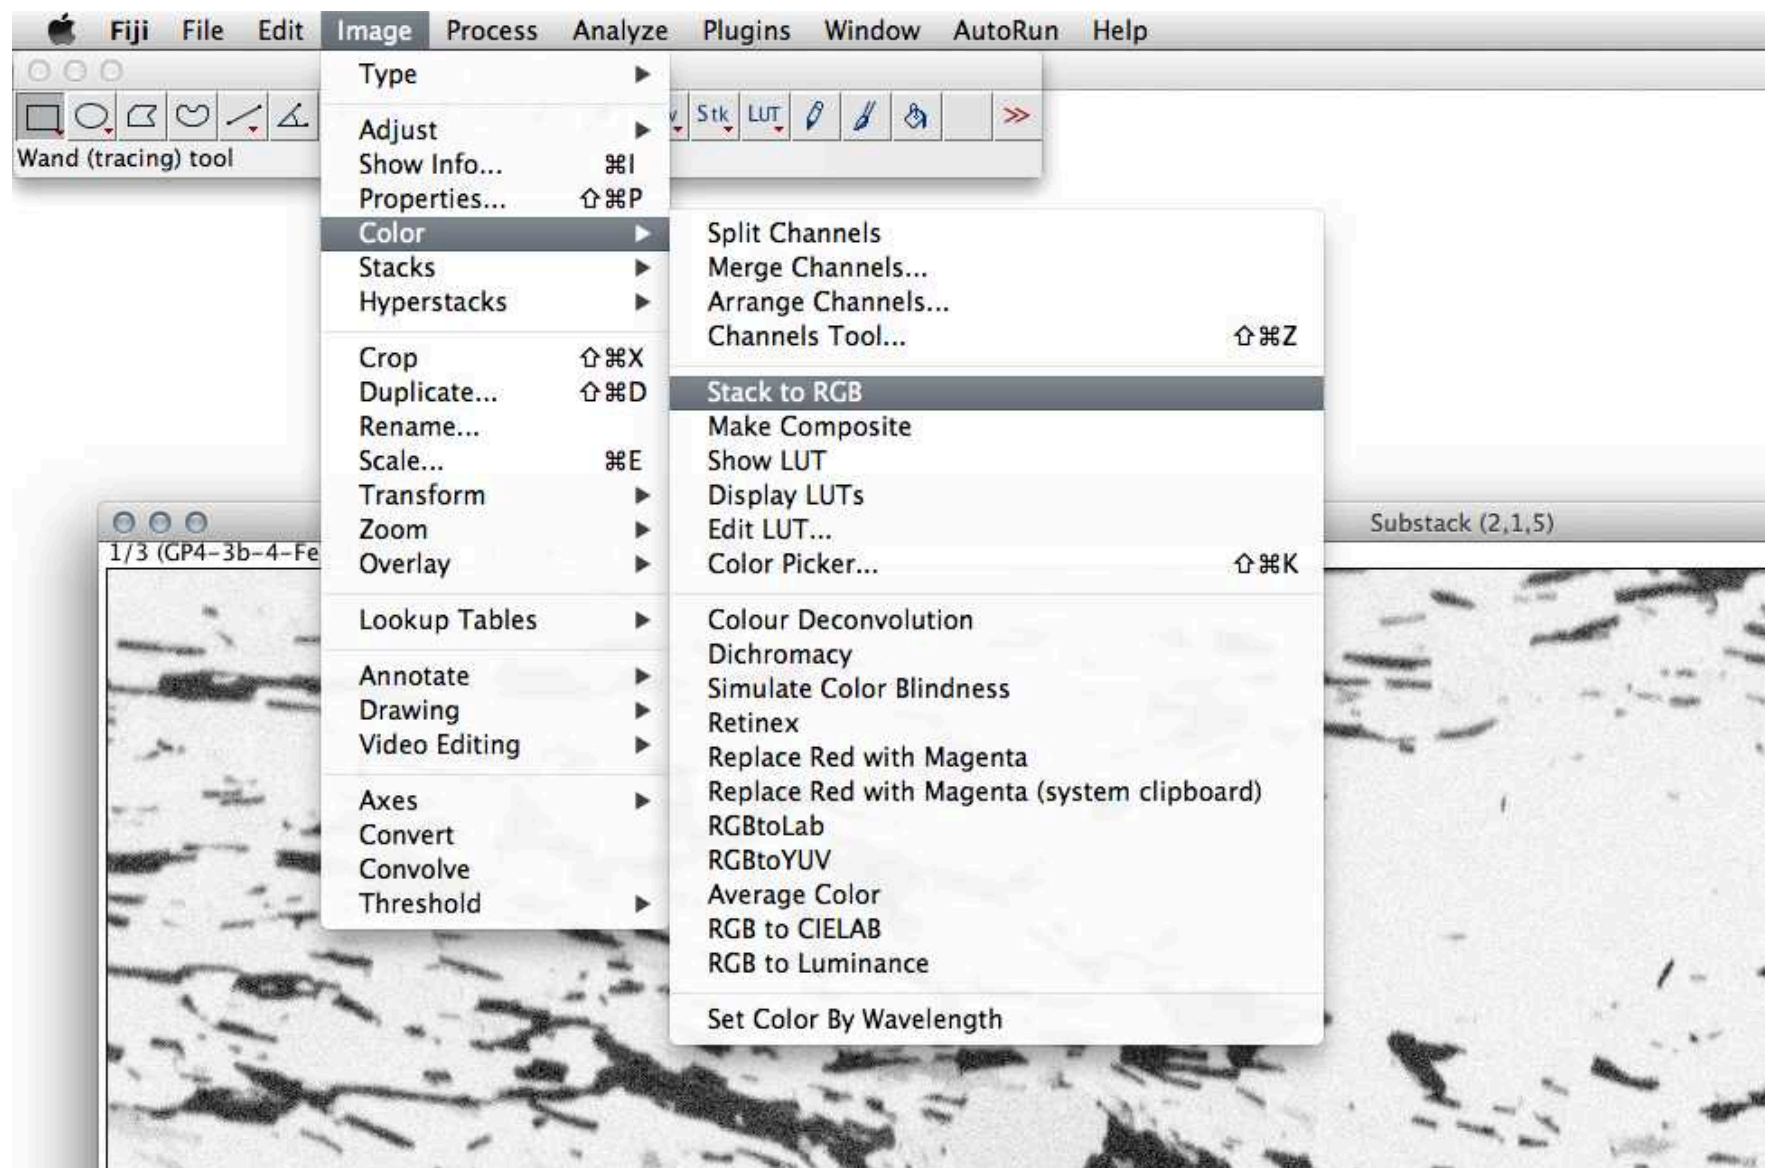 Fiji File Edit Image Process Analyze Plugins Window AutoRun Help
Stk LUT >>
Wand (tracing) tool
Type
Adjust
Show Info... ⌘I
Properties... ⇧⌘P
Color
Stacks
Hyperstacks
Crop ⇧⌘X
Duplicate... ⇧⌘D
Rename...
Scale... ⌘E
Transform
Zoom
Overlay
Lookup Tables
Annotate
Drawing
Video Editing
Axes
Convert
Convolve
Threshold
Split Channels
Merge Channels...
Arrange Channels...
Channels Tool... ⇧⌘Z
Stack to RGB
Make Composite
Show LUT
Display LUTs
Edit LUT...
Color Picker... ⇧⌘K
Colour Deconvolution
Dichromacy
Simulate Color Blindness
Retinex
Replace Red with Magenta
Replace Red with Magenta (system clipboard)
RGBtoLab
RGBtoYUV
Average Color
RGB to CIELAB
RGB to Luminance
Set Color By Wavelength
Substack (2,1,5)
1/3 (GP4-3b-4-Fe